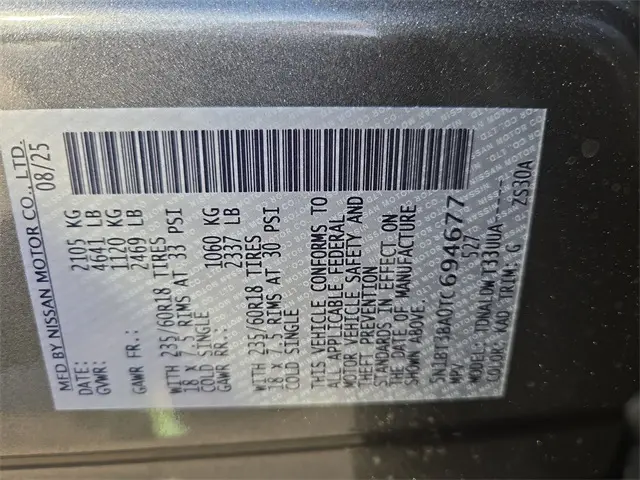 MFD BY NISSAN MOTOR CO., LTD.
DATE: 08/25
GVWR: 2105 KG
4641 LB
GAWR FR.: 1120 KG
2469 LB
WITH 235/60R18 TIRES
18 x 7.5 RIMS AT 33 PSI
COLD SINGLE
GAWR RR.: 1060 KG
2337 LB
WITH 235/60R18 TIRES
18 x 7.5 RIMS AT 30 PSI
COLD SINGLE
THIS VEHICLE CONFORMS TO
ALL APPLICABLE FEDERAL
MOTOR VEHICLE SAFETY AND
THEFT PREVENTION
STANDARDS IN EFFECT ON
THE DATE OF MANUFACTURE
SHOWN ABOVE.
5N1BT3BA0TC694677
MPV 527
MODEL: TDNALDW T33UUA
COLOR: KAD TRIM: G ZS30A